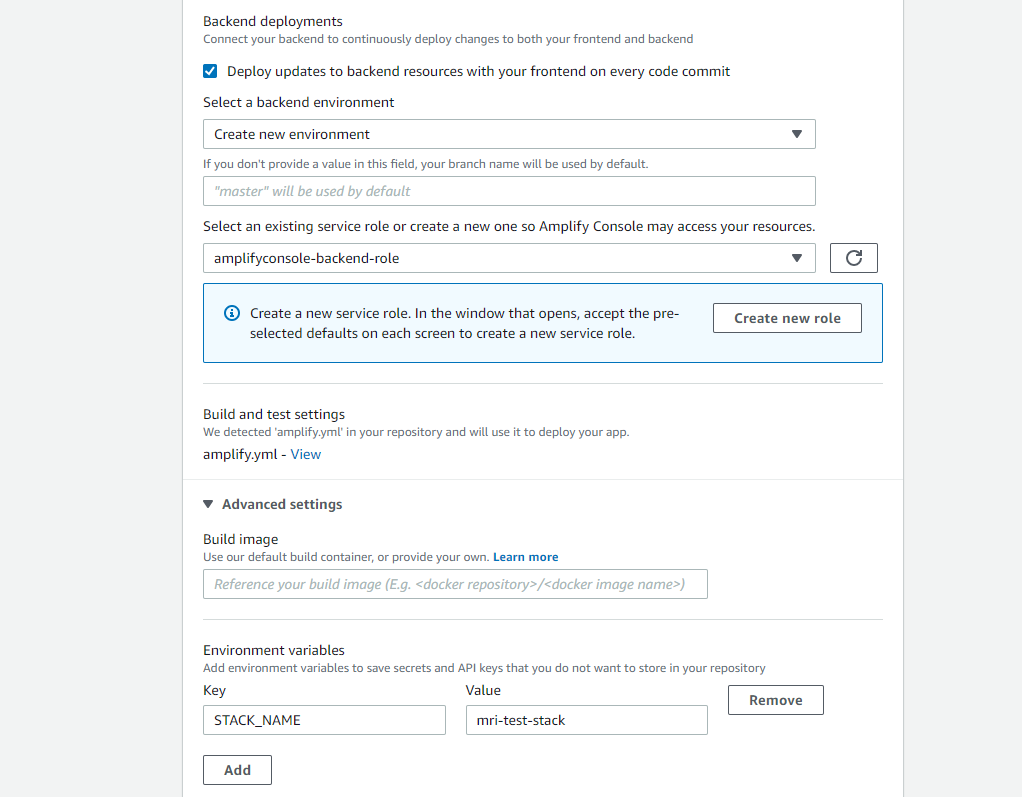 Backend deployments
Connect your backend to continuously deploy changes to both your frontend and backend
Deploy updates to backend resources with your frontend on every code commit
Select a backend environment
Create new environment
If you don't provide a value in this field, your branch name will be used by default.
"master" will be used by default
Select an existing service role or create a new one so Amplify Console may access your resources.
amplifyconsole-backend-role
Create a new service role. In the window that opens, accept the pre-
selected defaults on each screen to create a new service role.
Create new role
Build and test settings
We detected 'amplify.yml' in your repository and will use it to deploy your app.
amplify.yml - View
Advanced settings
Build image
Use our default build container, or provide your own. Learn more
Reference your build image (E.g. <docker repository>/<docker image name>)
Environment variables
Add environment variables to save secrets and API keys that you do not want to store in your repository
Key Value
STACK_NAME mri-test-stack Remove
Add